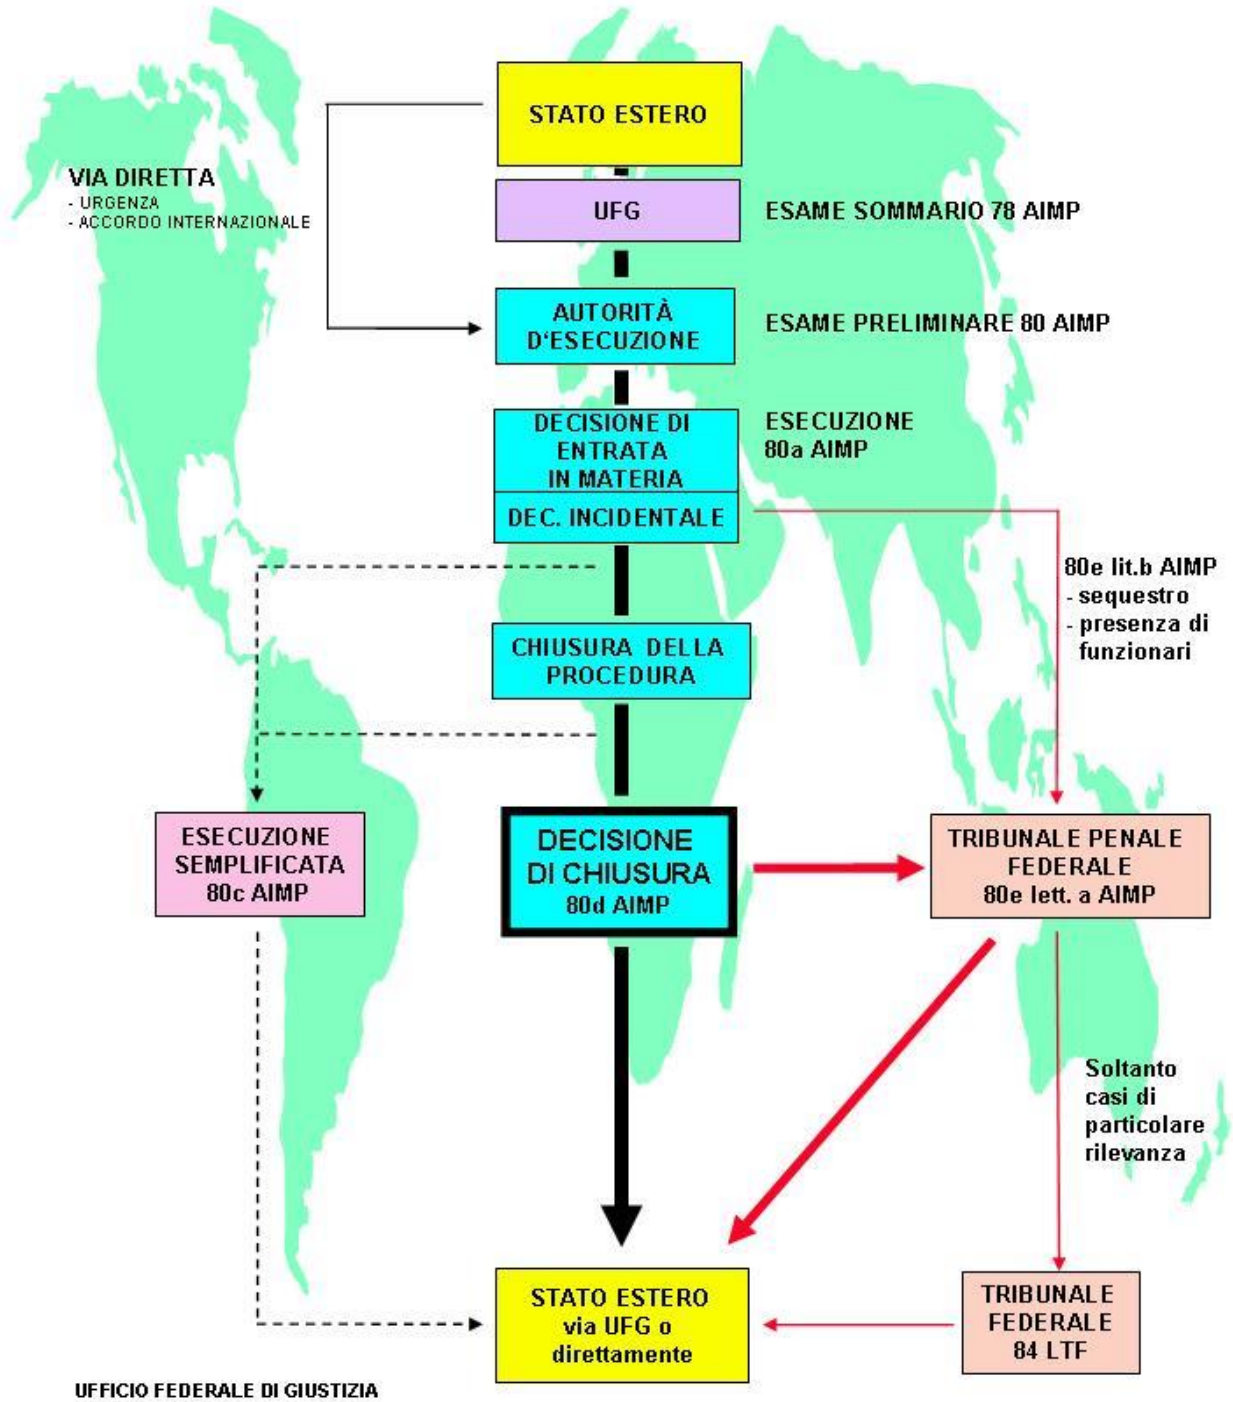 STATO ESTERO
VIA DIRETTA
- URGENZA
- ACCORDO INTERNAZIONALE
UFG
ESAME SOMMARIO 78 AIMP
AUTORITÀ
D'ESECUZIONE
ESAME PRELIMINARE 80 AIMP
DECISIONE DI
ENTRATA
IN MATERIA
ESECUZIONE
80a AIMP
DEC. INCIDENTALE
80e lit.b AIMP
- sequestro
- presenza di
funzionari
CHIUSURA DELLA
PROCEDURA
ESECUZIONE
SEMPLIFICATA
80c AIMP
DECISIONE
DI CHIUSURA
80d AIMP
TRIBUNALE PENALE
FEDERALE
80e lett. a AIMP
Soltanto
casi di
particolare
rilevanza
STATO ESTERO
via UFG o
direttamente
TRIBUNALE
FEDERALE
84 LTF
UFFICIO FEDERALE DI GIUSTIZIA